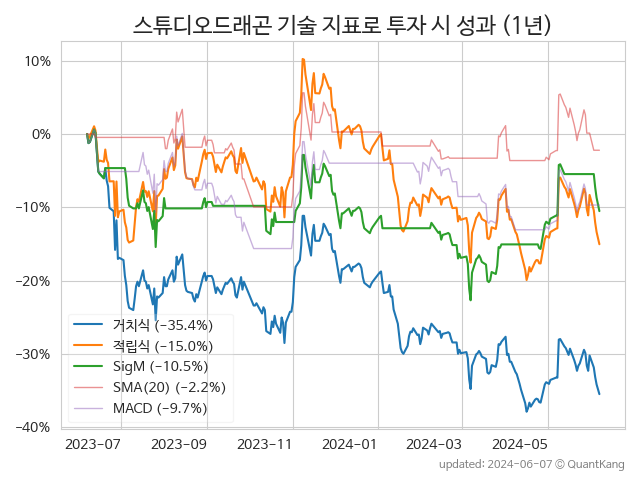 스튜디오드래곤 기술 지표로 투자 시 성과 (1년)
10%
0%
−10%
−20%
−30%
−40%
거치식 (−35.4%)
적립식 (−15.0%)
SigM (−10.5%)
SMA(20) (−2.2%)
MACD (−9.7%)
2023-07 2023-09 2023-11 2024-01 2024-03 2024-05
updated: 2024-06-07 ⓒ QuantKang